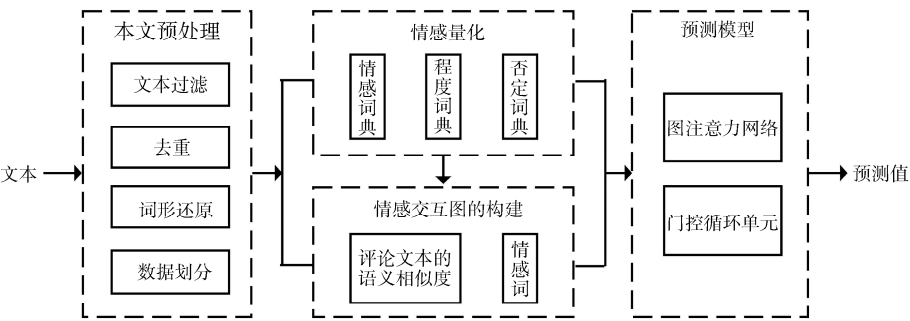 文本
本文预处理
文本过滤
去重
词形还原
数据划分
情感量化
情感词典
程度词典
否定词典
情感交互图的构建
评论文本的
语义相似度
情感词
预测模型
图注意力网络
门控循环单元
预测值